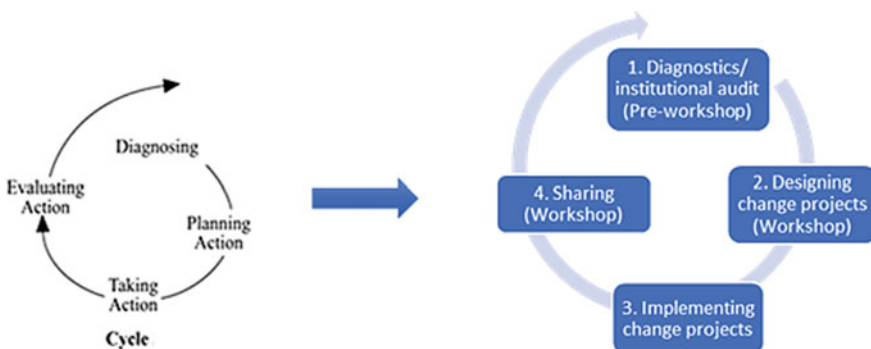 Diagnosing
Planning
Action
Taking
Action
Evaluating
Action
Cycle
1. Diagnostics/
institutional audit
(Pre-workshop)
2. Designing
change projects
(Workshop)
3. Implementing
change projects
4. Sharing
(Workshop)